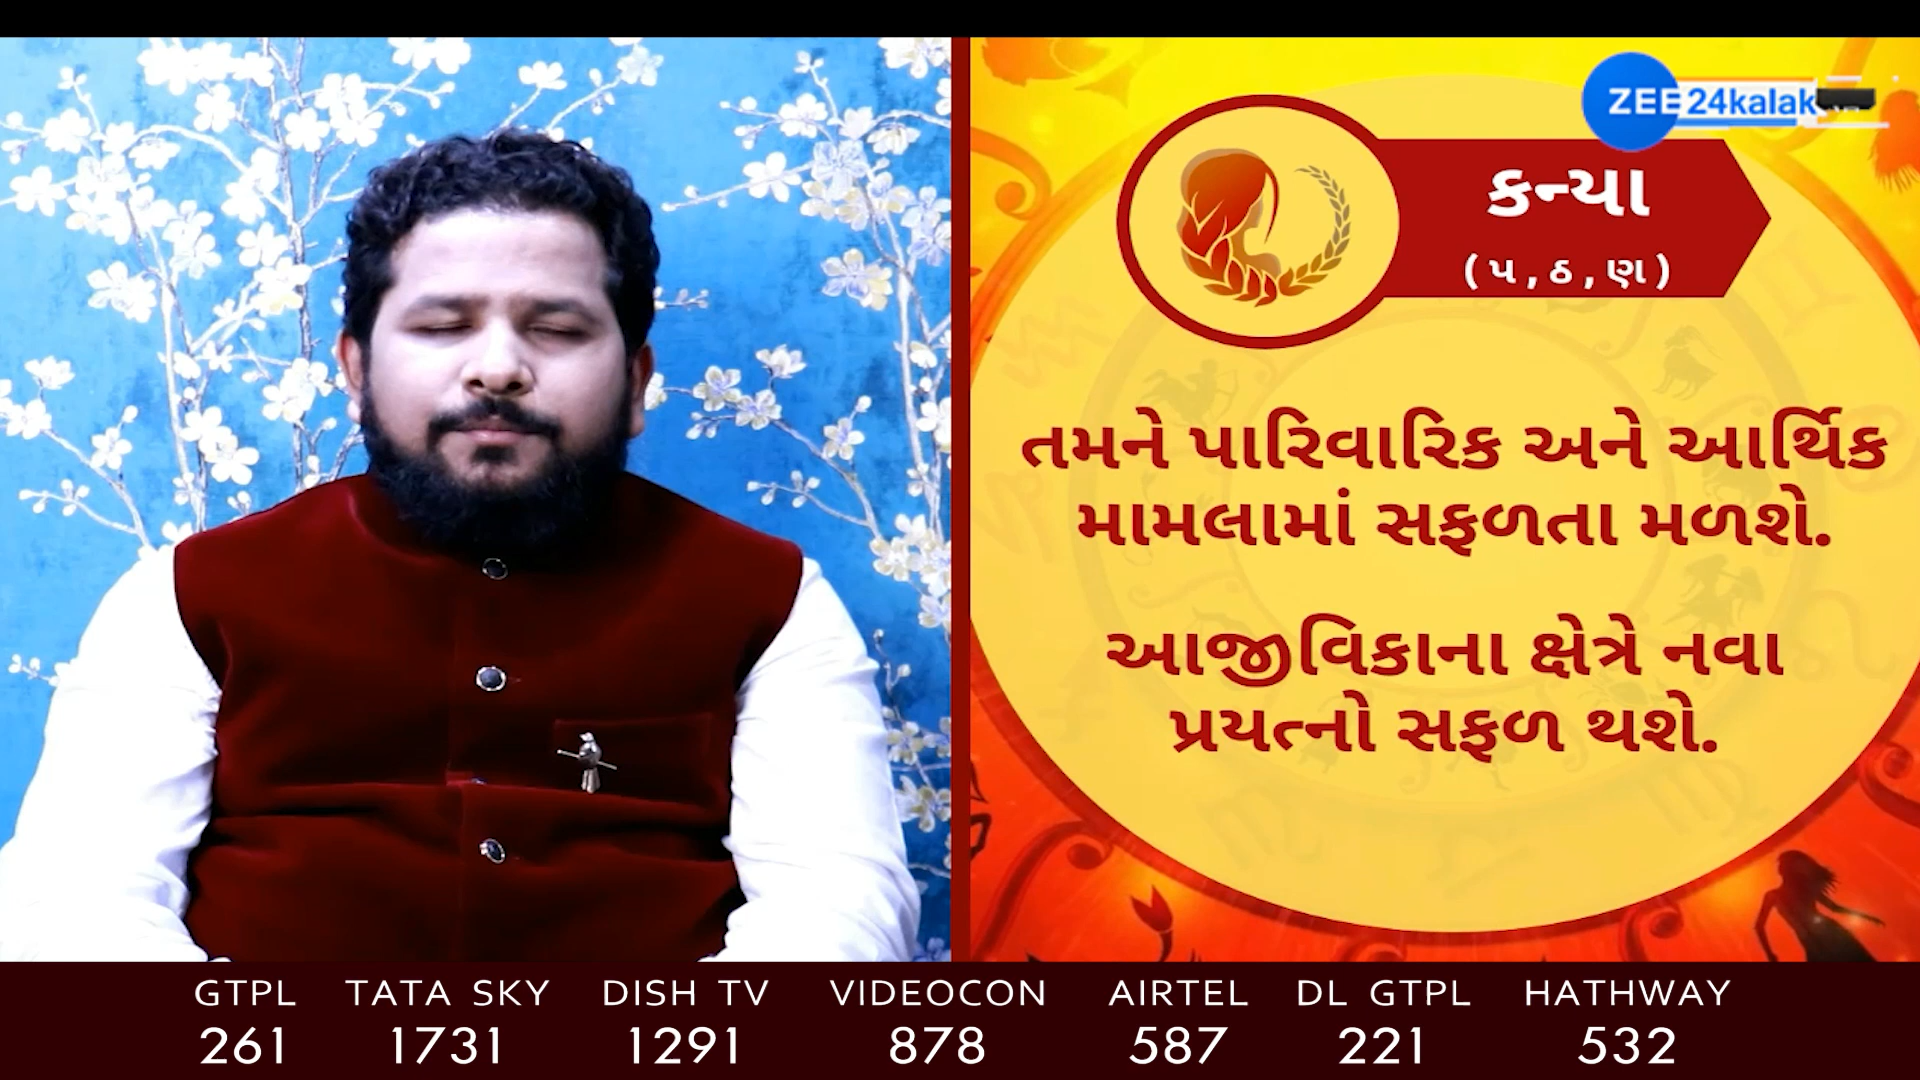 ZEE 24kalak
કન્યા
(પ,ઠ,ણ)
તમને પારિવારિક અને આર્થિક
મામલામાં સફળતા મળશે.
આજીવિકાના ક્ષેત્રે નવા
પ્રયત્નો સફળ થશે.
GTPL TATA SKY DISH TV VIDEOCON AIRTEL DL GTPL HATHWAY
261 1731 1291 878 587 221 532